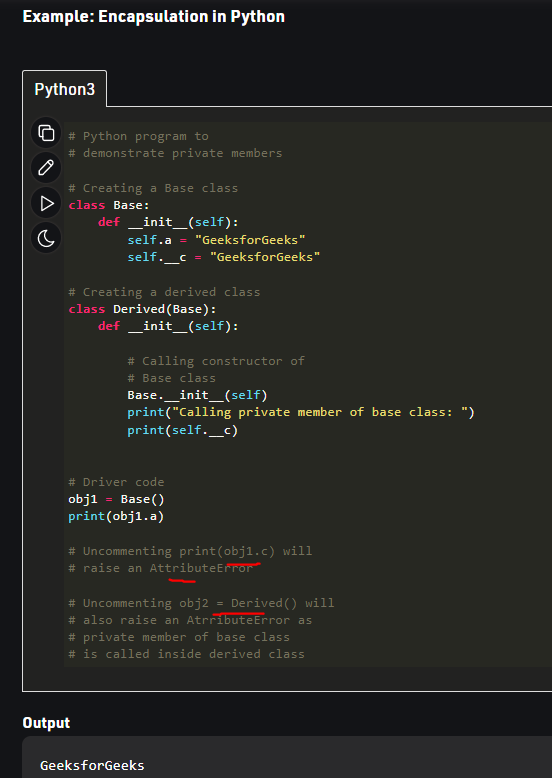 Example: Encapsulation in Python
Python3
# Python program to
# demonstrate private members
# Creating a Base class
class Base:
    def __init__(self):
        self.a = "GeeksforGeeks"
        self.__c = "GeeksforGeeks"
# Creating a derived class
class Derived(Base):
    def __init__(self):
        # Calling constructor of
        # Base class
        Base.__init__(self)
        print("Calling private member of base class: ")
        print(self.__c)
# Driver code
obj1 = Base()
print(obj1.a)
# Uncommenting print(obj1.c) will
# raise an AttributeError
# Uncommenting obj2 = Derived() will
# also raise an AtrributeError as
# private member of base class
# is called inside derived class
Output
GeeksforGeeks